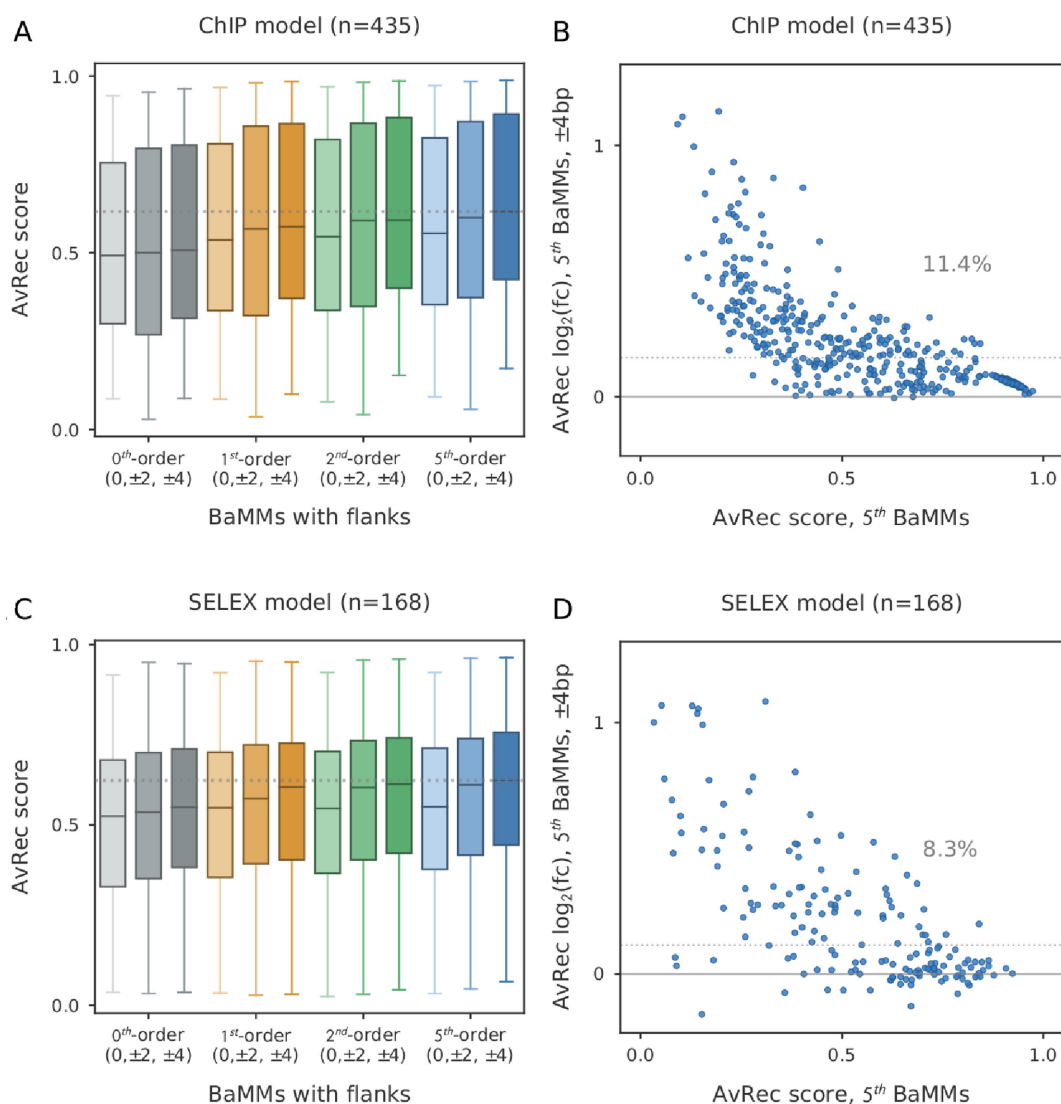 A
ChIP model (n=435)
AvRec score
1.0
0.5
0.0
0th-order
(0,±2, ±4)
1st-order
(0,±2, ±4)
2nd-order
(0,±2, ±4)
5th-order
(0,±2, ±4)
BaMMs with flanks
B
ChIP model (n=435)
AvRec log2(fc), 5th BaMMs, ±4bp
1
0
11.4%
0.0
0.5
1.0
AvRec score, 5th BaMMs
C
SELEX model (n=168)
AvRec score
1.0
0.5
0.0
0th-order
(0,±2, ±4)
1st-order
(0,±2, ±4)
2nd-order
(0,±2, ±4)
5th-order
(0,±2, ±4)
BaMMs with flanks
D
SELEX model (n=168)
AvRec log2(fc), 5th BaMMs, ±4bp
1
0
8.3%
0.0
0.5
1.0
AvRec score, 5th BaMMs